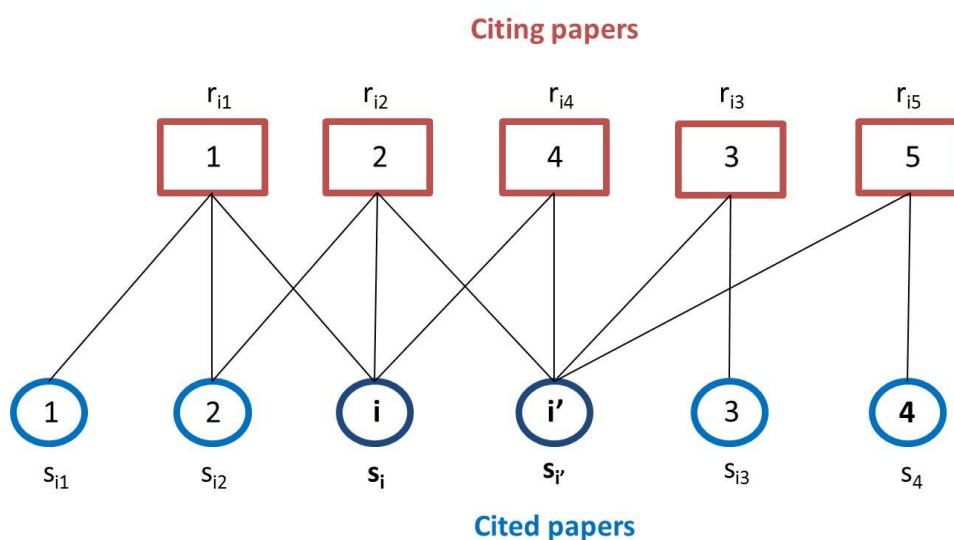 Citing papers
r_i1 r_i2 r_i4 r_i3 r_i5
1 2 4 3 5
1 2 i i’ 3 4
s_i1 s_i2 s_i s_i’ s_i3 s_4
Cited papers